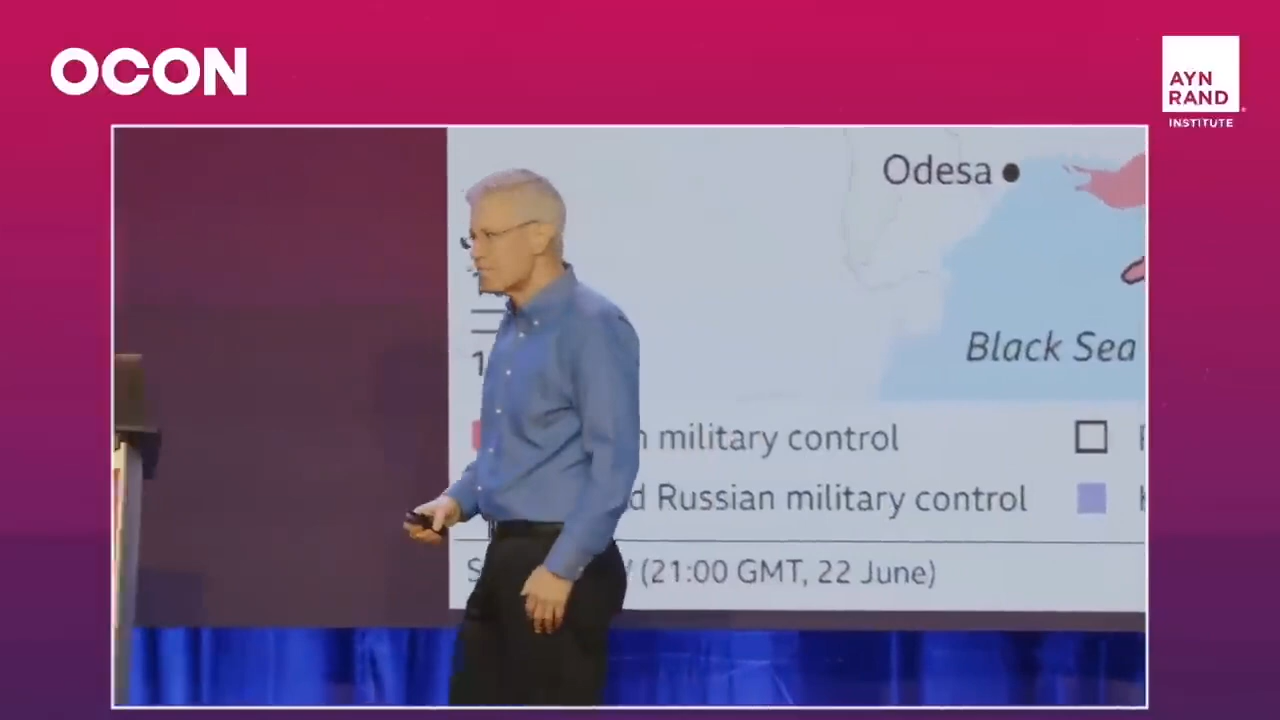 OCON
AYN
RAND
INSTITUTE
Odesa
Black Sea
military control
Russian military control
(21:00 GMT, 22 June)